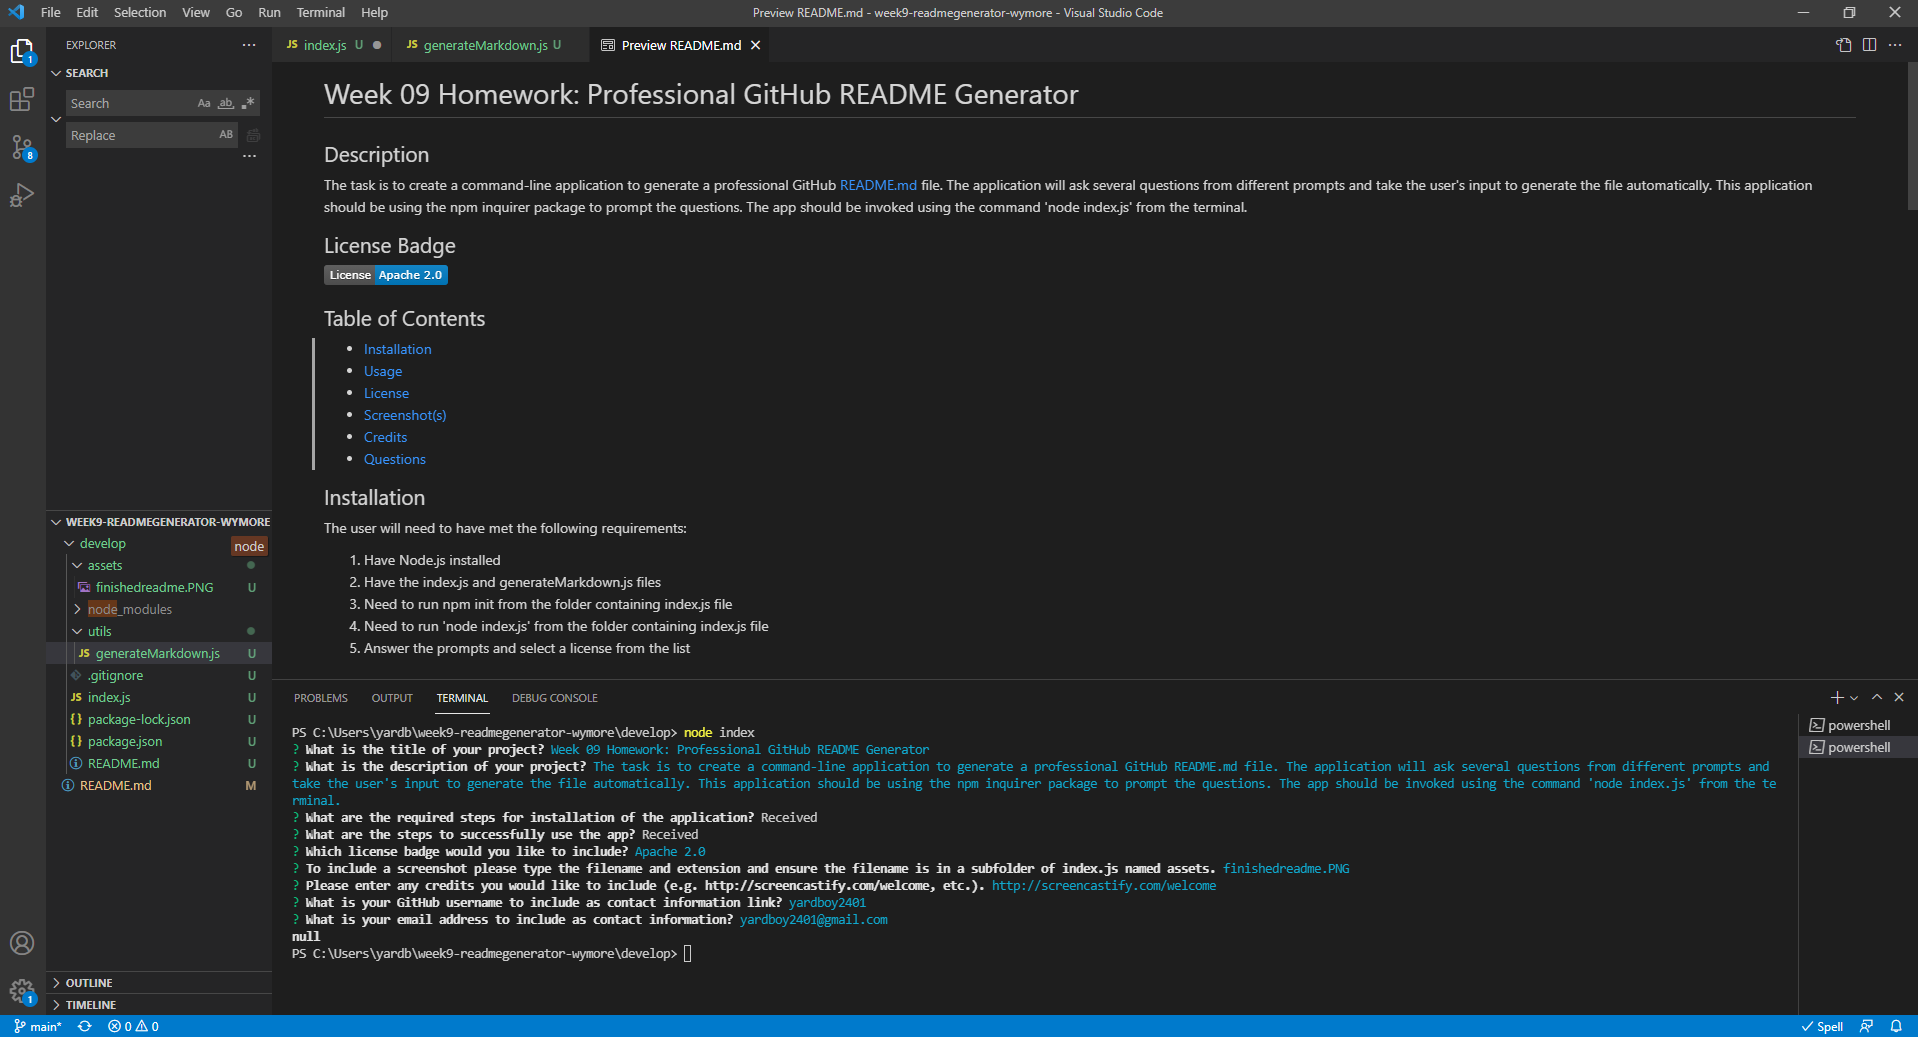 File Edit Selection View Go Run Terminal Help
Preview README.md - week9-readmegenerator-wymore - Visual Studio Code
EXPLORER
JS index.js U
JS generateMarkdown.js U
Preview README.md
1
SEARCH
Search Aa ab
Replace AB
8
WEEK9-READMEGENERATOR-WYMORE
develop
node
assets
finishedreadme.PNG U
node_modules
utils
JS generateMarkdown.js U
.gitignore U
JS index.js U
{} package-lock.json U
{} package.json U
README.md U
README.md M
OUTLINE
1
TIMELINE
Week 09 Homework: Professional GitHub README Generator
Description
The task is to create a command-line application to generate a professional GitHub README.md file. The application will ask several questions from different prompts and take the user's input to generate the file automatically. This application
should be using the npm inquirer package to prompt the questions. The app should be invoked using the command 'node index.js' from the terminal.
License Badge
License Apache 2.0
Table of Contents
• Installation
• Usage
• License
• Screenshot(s)
• Credits
• Questions
Installation
The user will need to have met the following requirements:
1. Have Node.js installed
2. Have the index.js and generateMarkdown.js files
3. Need to run npm init from the folder containing index.js file
4. Need to run 'node index.js' from the folder containing index.js file
5. Answer the prompts and select a license from the list
PROBLEMS OUTPUT TERMINAL DEBUG CONSOLE
PS C:\Users\yardb\week9-readmegenerator-wymore\develop> node index
? What is the title of your project? Week 09 Homework: Professional GitHub README Generator
? What is the description of your project? The task is to create a command-line application to generate a professional GitHub README.md file. The application will ask several questions from different prompts and
take the user's input to generate the file automatically. This application should be using the npm inquirer package to prompt the questions. The app should be invoked using the command 'node index.js' from the te
rminal.
? What are the required steps for installation of the application? Received
? What are the steps to successfully use the app? Received
? Which license badge would you like to include? Apache 2.0
? To include a screenshot please type the filename and extension and ensure the filename is in a subfolder of index.js named assets. finishedreadme.PNG
? Please enter any credits you would like to include (e.g. http://screencastify.com/welcome, etc.). http://screencastify.com/welcome
? What is your GitHub username to include as contact information link? yardboy2401
? What is your email address to include as contact information? yardboy2401@gmail.com
null
PS C:\Users\yardb\week9-readmegenerator-wymore\develop>
powershell
powershell
main* 0 0
Spell